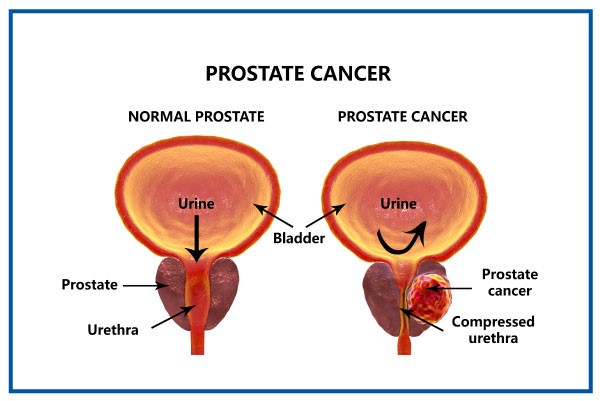 PROSTATE CANCER
NORMAL PROSTATE
PROSTATE CANCER
Urine
Urine
Bladder
Prostate
Urethra
Prostate
cancer
Compressed
urethra